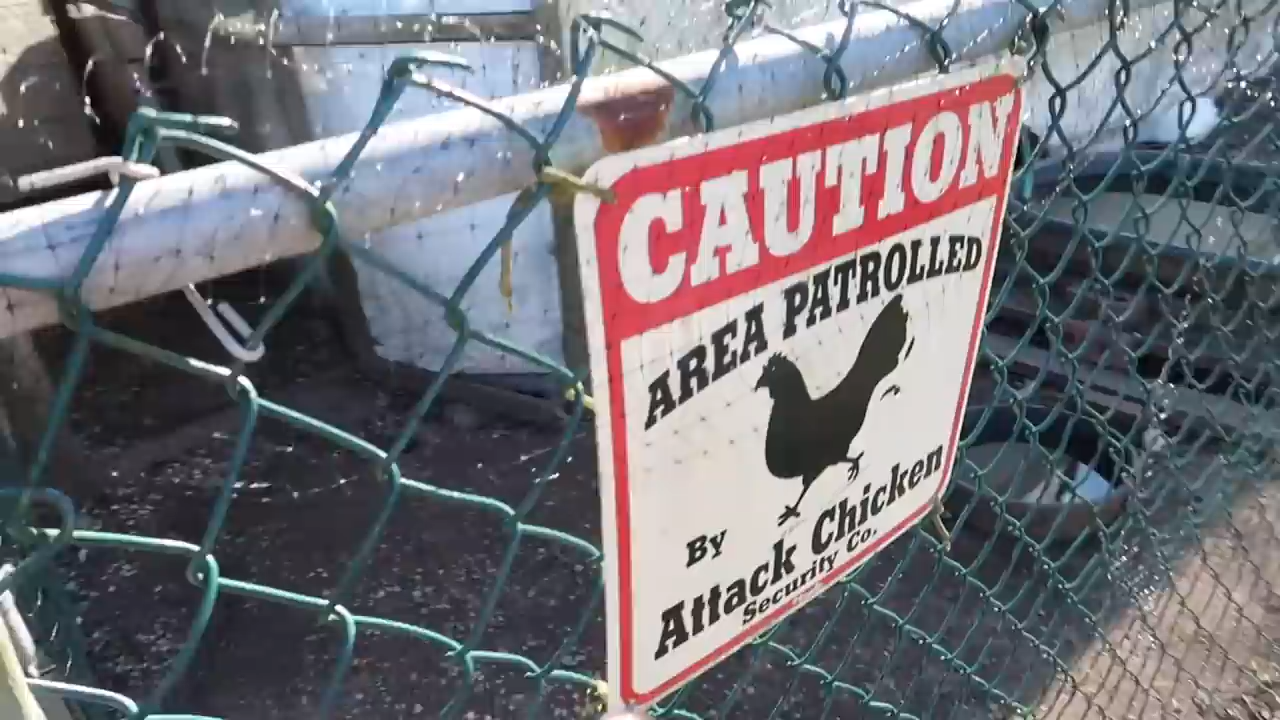 CAUTION
AREA PATROLLED
By
Attack Chicken
Security Co.